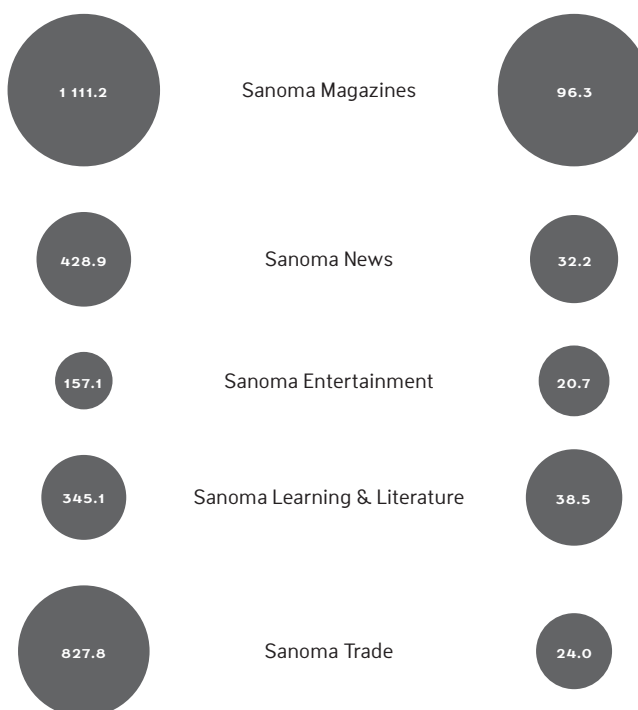 1 111.2 Sanoma Magazines 96.3
428.9 Sanoma News 32.2
157.1 Sanoma Entertainment 20.7
345.1 Sanoma Learning & Literature 38.5
827.8 Sanoma Trade 24.0